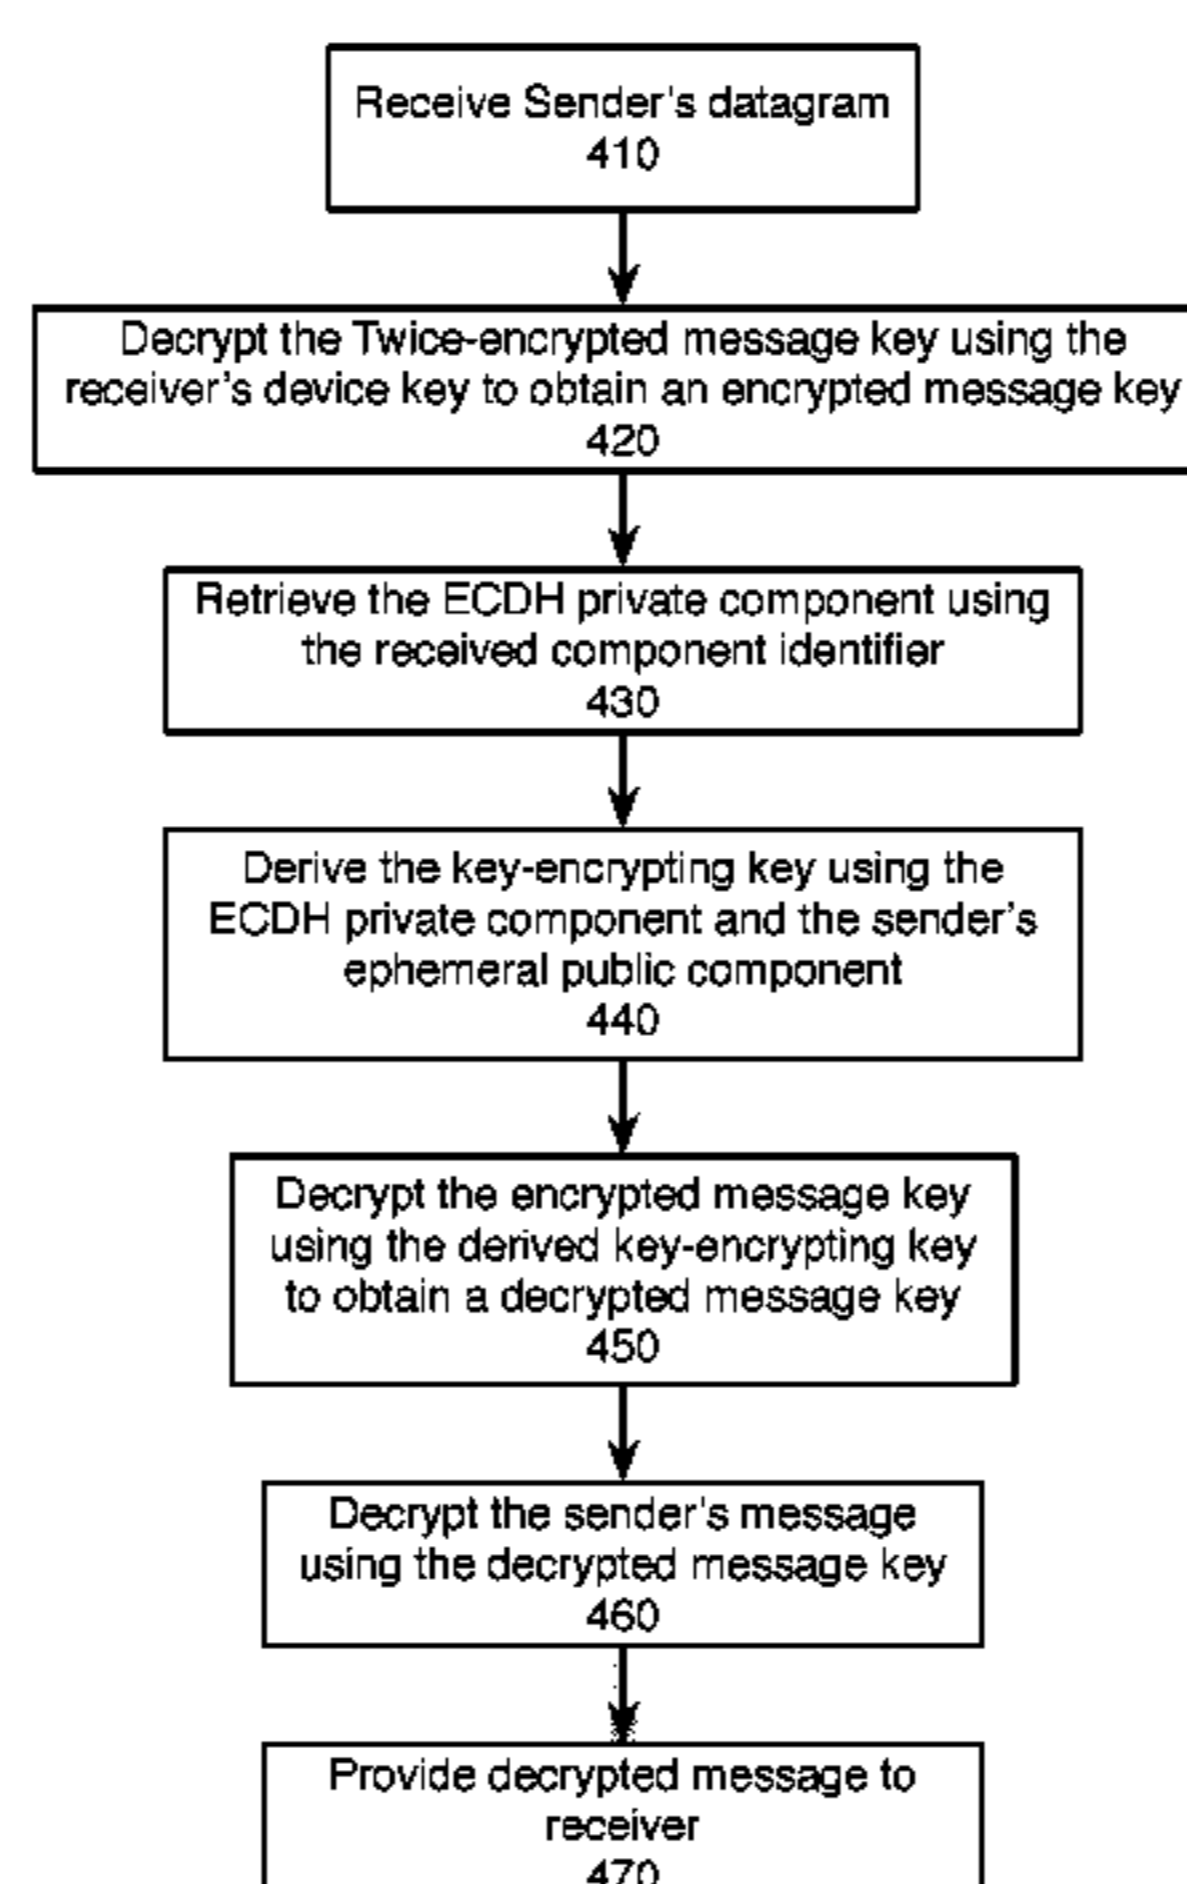 Receive Sender's datagram
410
Decrypt the Twice-encrypted message key using the
receiver's device key to obtain an encrypted message key
420
Retrieve the ECDH private component using
the received component identifier
430
Derive the key-encrypting key using the
ECDH private component and the sender's
ephemeral public component
440
Decrypt the encrypted message key
using the derived key-encrypting key
to obtain a decrypted message key
450
Decrypt the sender's message
using the decrypted message key
460
Provide decrypted message to
receiver
470